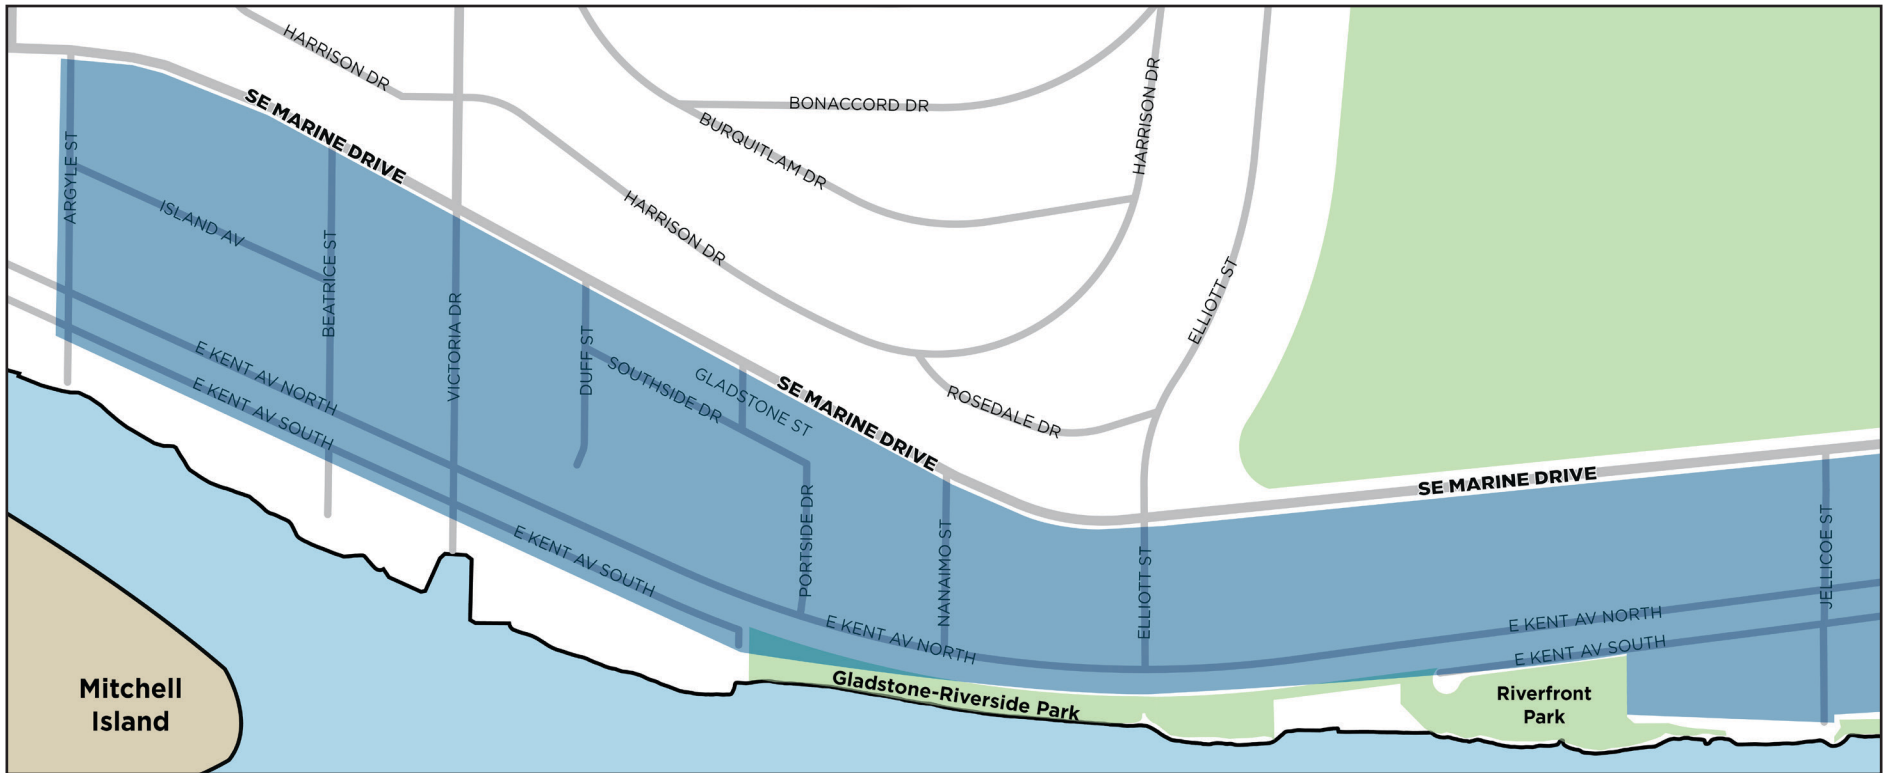 HARRISON DR
BONACCORD DR
HARRISON DR
SE MARINE DRIVE
BURQUITLAM DR
ARGYLE ST
ISLAND AV
HARRISON DR
BEATRICE ST
VICTORIA DR
ELLIOTT ST
DUFF ST
E KENT AV NORTH
SOUTHSIDE DR
GLADSTONE ST
SE MARINE DRIVE
ROSEDALE DR
E KENT AV SOUTH
SE MARINE DRIVE
PORTSIDE DR
NANAIMO ST
ELLIOTT ST
JELLICOE ST
E KENT AV SOUTH
E KENT AV NORTH
E KENT AV NORTH
E KENT AV SOUTH
Mitchell
Island
Gladstone-Riverside Park
Riverfront
Park